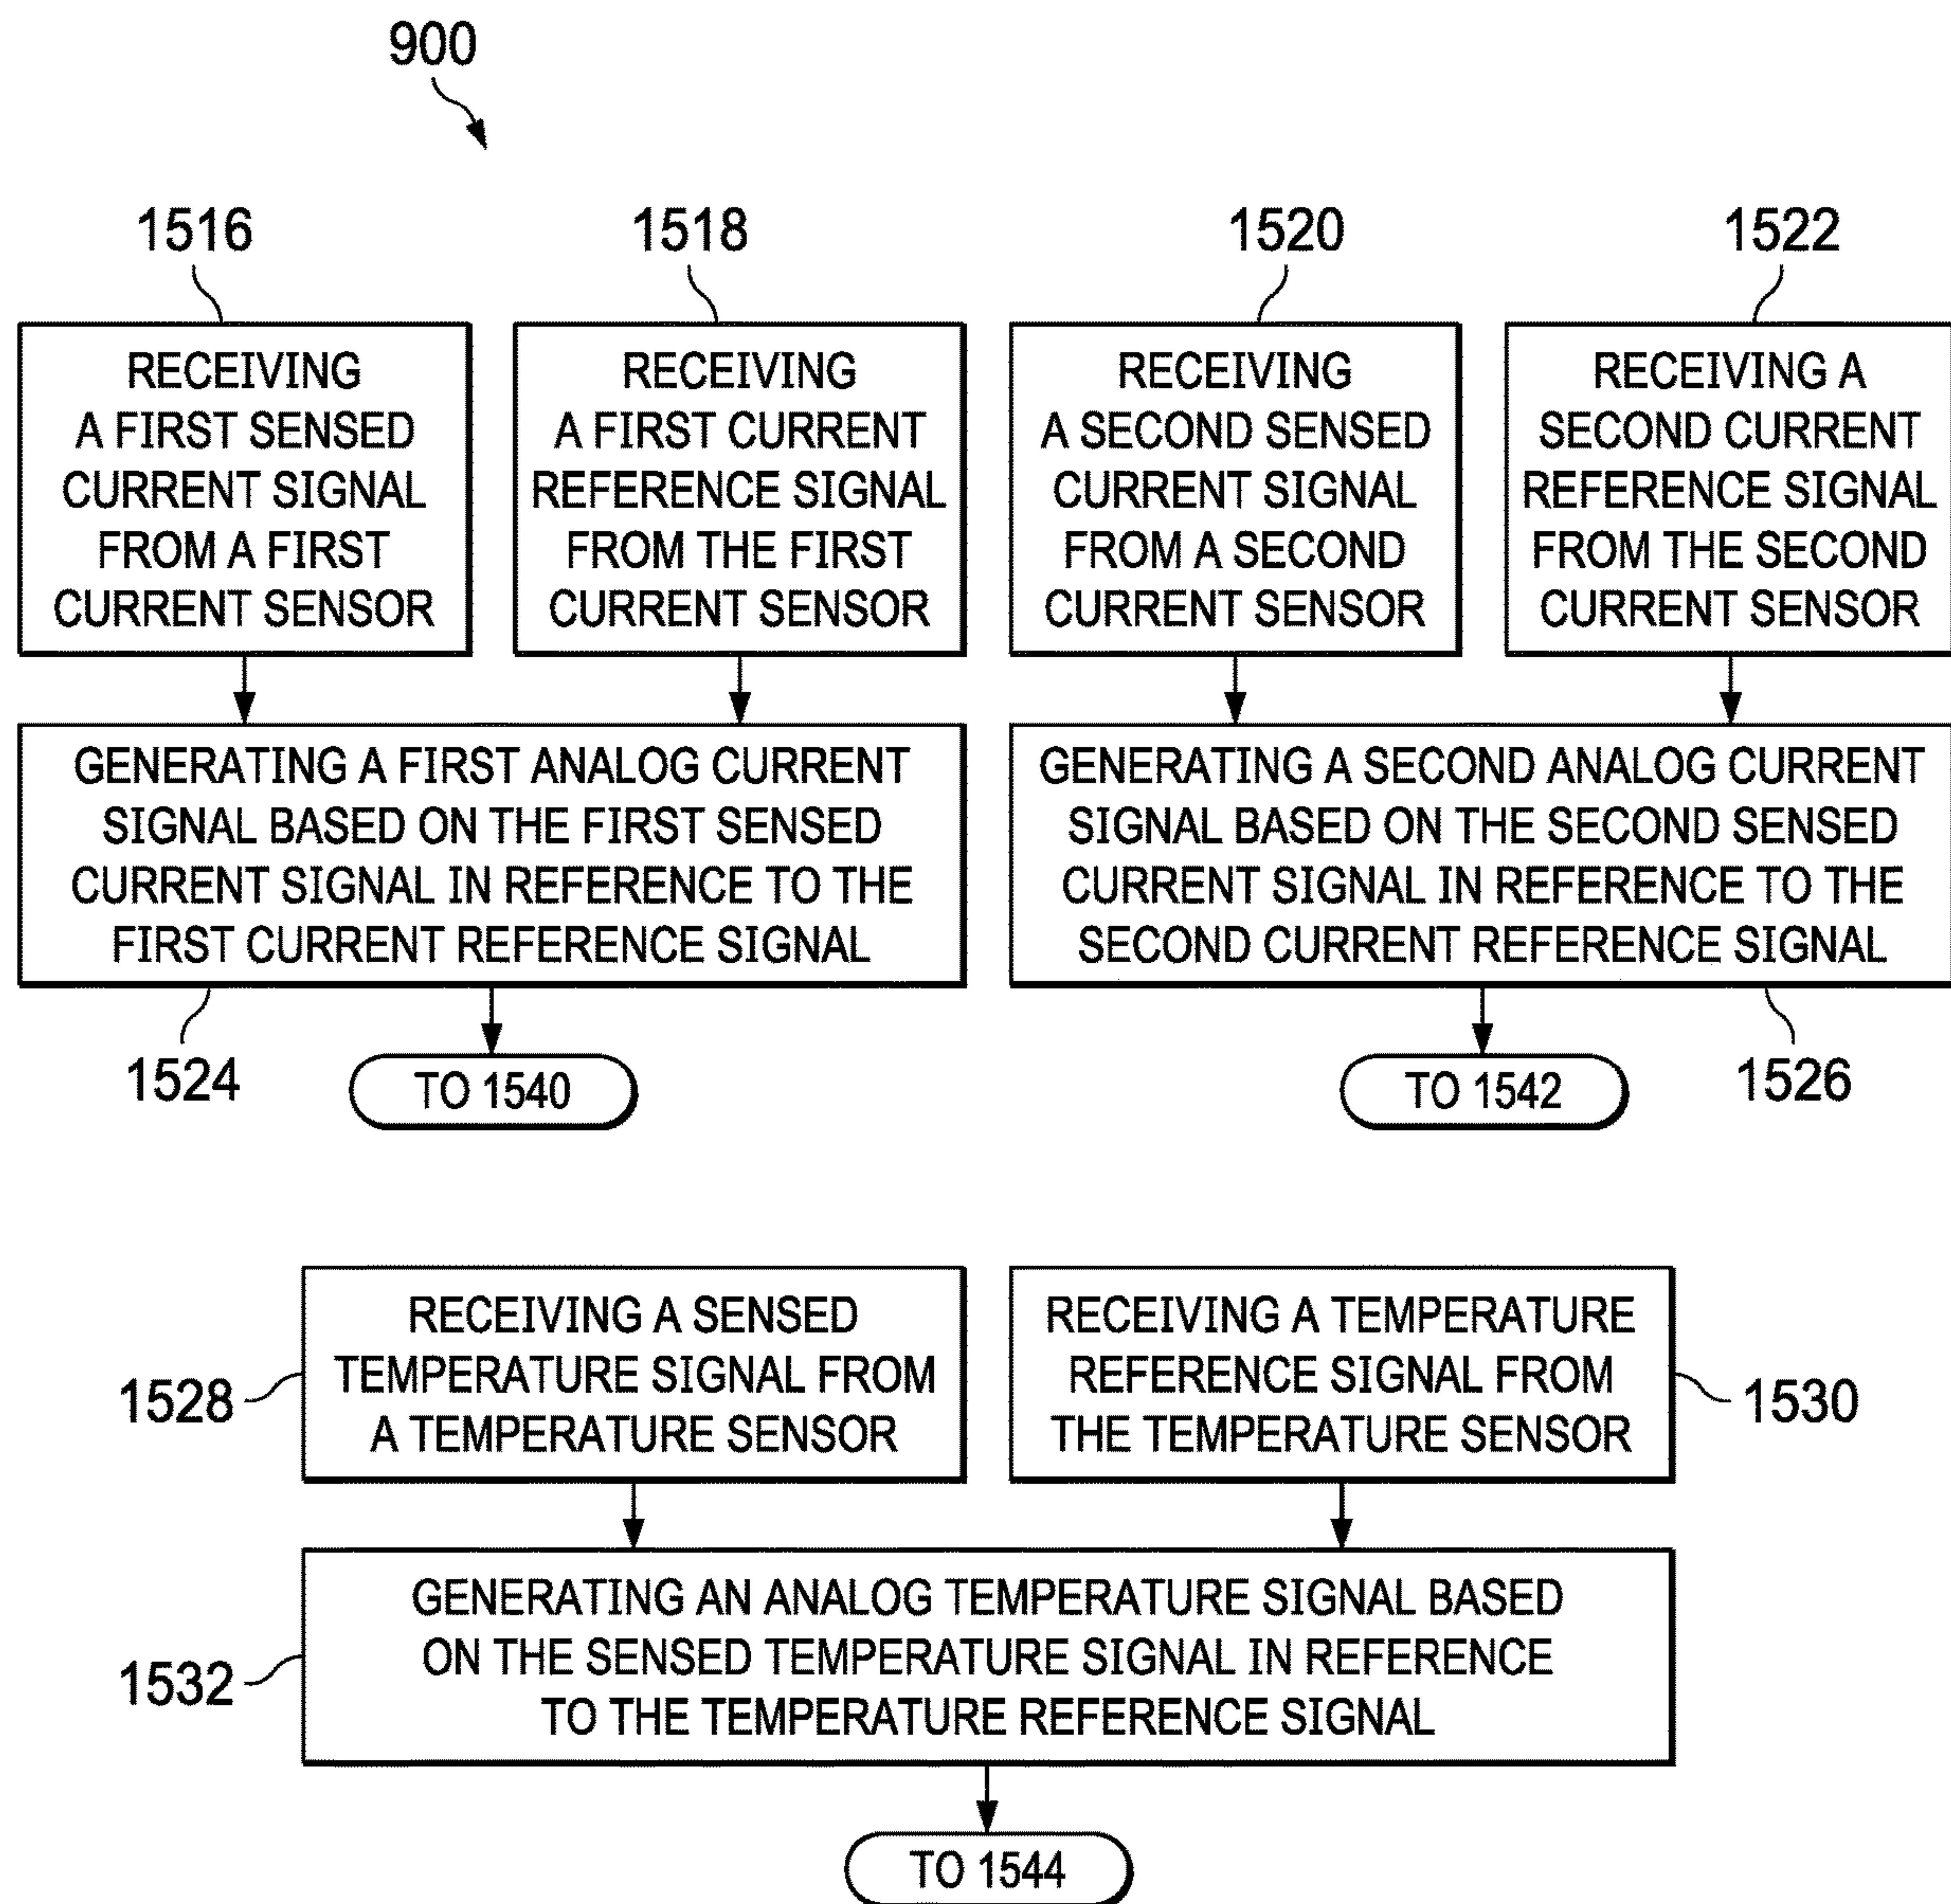 900
1516
1518
1520
1522
RECEIVING
A FIRST SENSED
CURRENT SIGNAL
FROM A FIRST
CURRENT SENSOR
RECEIVING
A FIRST CURRENT
REFERENCE SIGNAL
FROM THE FIRST
CURRENT SENSOR
RECEIVING
A SECOND SENSED
CURRENT SIGNAL
FROM A SECOND
CURRENT SENSOR
RECEIVING A
SECOND CURRENT
REFERENCE SIGNAL
FROM THE SECOND
CURRENT SENSOR
GENERATING A FIRST ANALOG CURRENT
SIGNAL BASED ON THE FIRST SENSED
CURRENT SIGNAL IN REFERENCE TO THE
FIRST CURRENT REFERENCE SIGNAL
GENERATING A SECOND ANALOG CURRENT
SIGNAL BASED ON THE SECOND SENSED
CURRENT SIGNAL IN REFERENCE TO THE
SECOND CURRENT REFERENCE SIGNAL
1524
TO 1540
TO 1542
1526
RECEIVING A SENSED
TEMPERATURE SIGNAL FROM
A TEMPERATURE SENSOR
RECEIVING A TEMPERATURE
REFERENCE SIGNAL FROM
THE TEMPERATURE SENSOR
1528
1530
GENERATING AN ANALOG TEMPERATURE SIGNAL BASED
ON THE SENSED TEMPERATURE SIGNAL IN REFERENCE
TO THE TEMPERATURE REFERENCE SIGNAL
1532
TO 1544